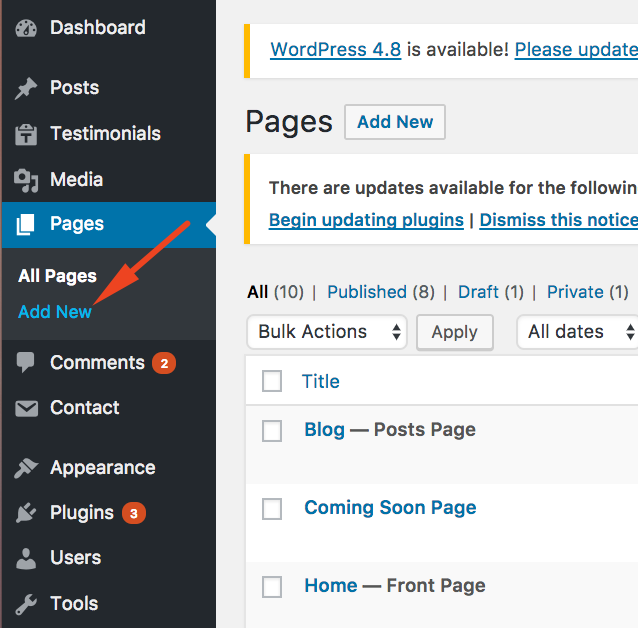 Dashboard
Posts
Testimonials
Media
Pages
All Pages
Add New
Comments 2
Contact
Appearance
Plugins 3
Users
Tools
WordPress 4.8 is available! Please update
Pages Add New
There are updates available for the followin
Begin updating plugins | Dismiss this notice
All (10) | Published (8) | Draft (1) | Private (1)
Bulk Actions Apply All dates
Title
Blog — Posts Page
Coming Soon Page
Home — Front Page